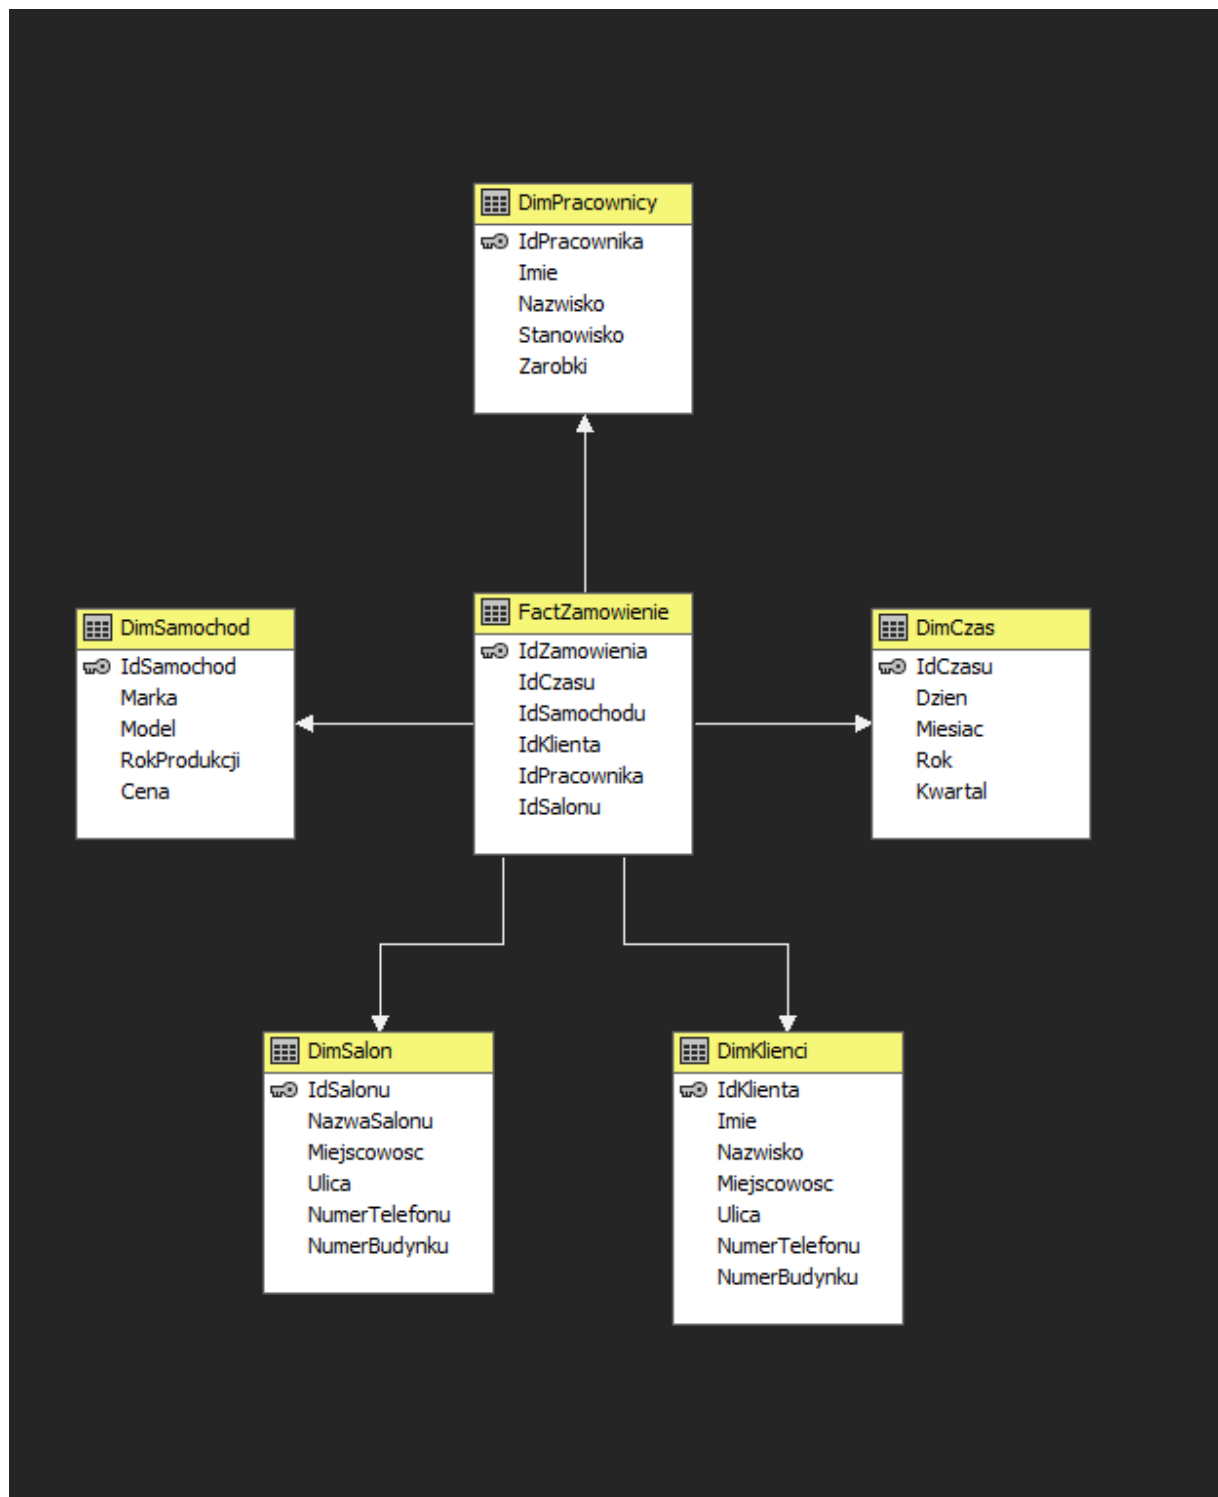 DimPracownicy
IdPracownika
Imie
Nazwisko
Stanowisko
Zarobki
DimSamochod
IdSamochod
Marka
Model
RokProdukcji
Cena
FactZamowienie
IdZamowienia
IdCzasu
IdSamochodu
IdKlienta
IdPracownika
IdSalonu
DimCzas
IdCzasu
Dzien
Miesiac
Rok
Kwartal
DimSalon
IdSalonu
NazwaSalonu
Miejscowosc
Ulica
NumerTelefonu
NumerBudynku
DimKlienci
IdKlienta
Imie
Nazwisko
Miejscowosc
Ulica
NumerTelefonu
NumerBudynku